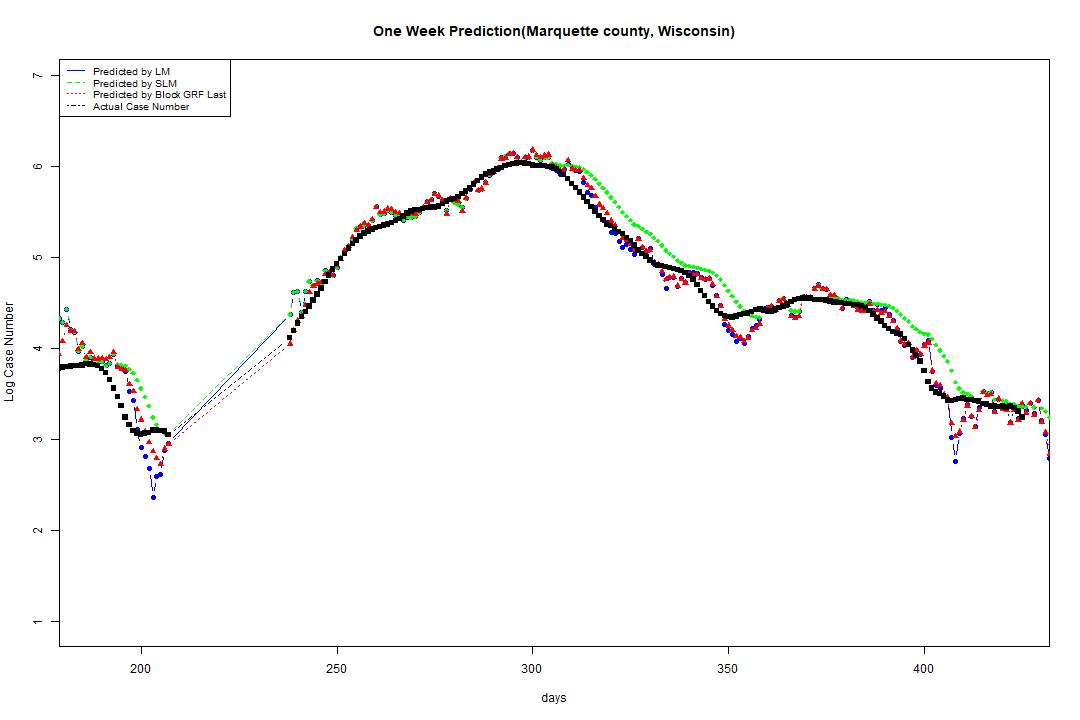 One Week Prediction(Marquette county, Wisconsin)
Predicted by LM
Predicted by SLM
Predicted by Block GRF Last
Actual Case Number
7
6
5
4
3
2
1
Log Case Number
200 250 300 350 400
days